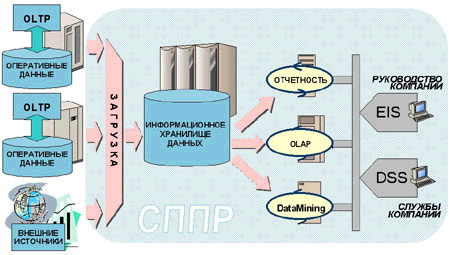 OLTP
ОПЕРАТИВНЫЕ
ДАННЫЕ
OLTP
ОПЕРАТИВНЫЕ
ДАННЫЕ
ВНЕШНИЕ
ИСТОЧНИКИ
ЗАГРУЗКА
ИНФОРМАЦИОННОЕ
ХРАНИЛИЩЕ
ДАННЫХ
СППР
ОТЧЕТНОСТЬ
OLAP
DataMining
РУКОВОДСТВО
КОМПАНИИ
EIS
DSS
СЛУЖБЫ
КОМПАНИИ